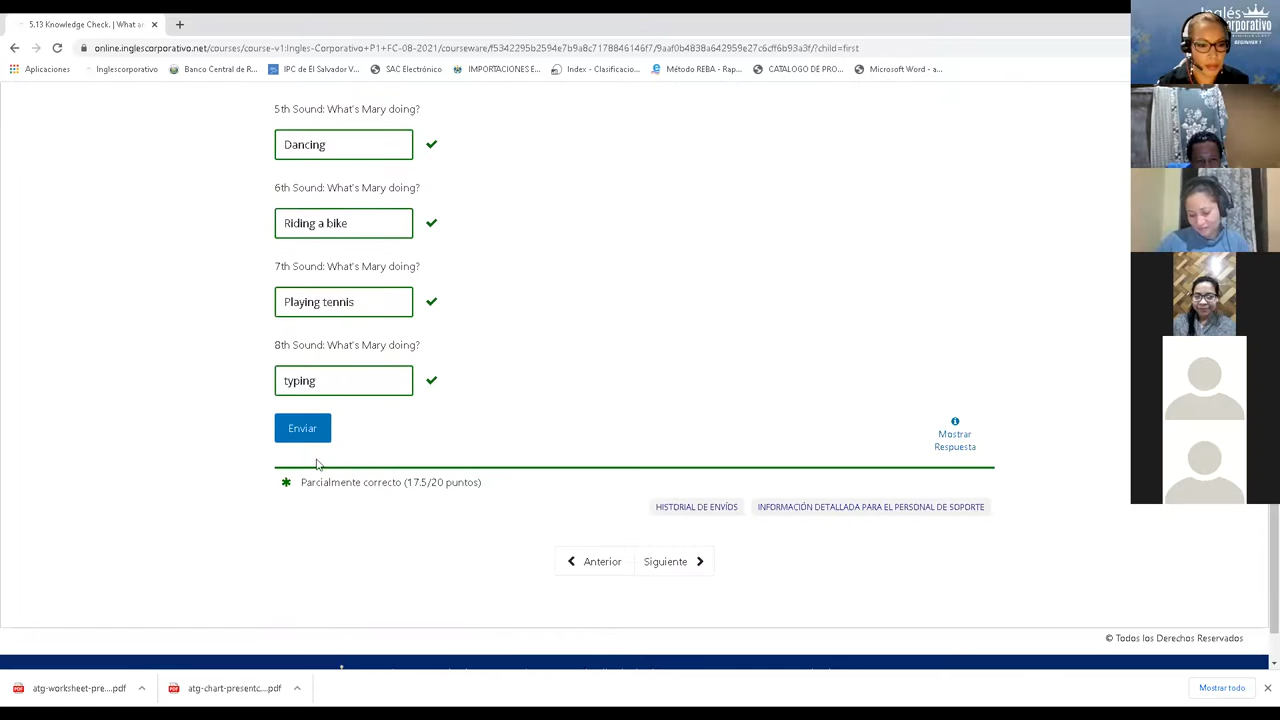 5.13 Knowledge Check. | What ar
online.inglescorporativo.net/courses/course-v1:Ingles-Corporativo+P1+FC-08-2021/courseware/f5342295b2594e7c9a8c7178846146f7/9aaf0b4838a642959e27c6cff6b93a3f/?child=first
Aplicaciones
Inglescorporativo
Banco Central de R...
IPC de El Salvador V...
SAC Electrónico
IMPORTACIONES E...
Index - Clasificacio...
Método REBA - Rap...
CATALOGO DE PRO...
Microsoft Word - a...
Inglés
Corporativo
BEGINNER 1
5th Sound: What's Mary doing?
Dancing
6th Sound: What's Mary doing?
Riding a bike
7th Sound: What's Mary doing?
Playing tennis
8th Sound: What's Mary doing?
typing
Enviar
Mostrar
Respuesta
Parcialmente correcto (17.5/20 puntos)
HISTORIAL DE ENVÍOS
INFORMACIÓN DETALLADA PARA EL PERSONAL DE SOPORTE
Anterior
Siguiente
© Todos los Derechos Reservados
atg-worksheet-pre....pdf
atg-chart-presentc....pdf
Mostrar todo